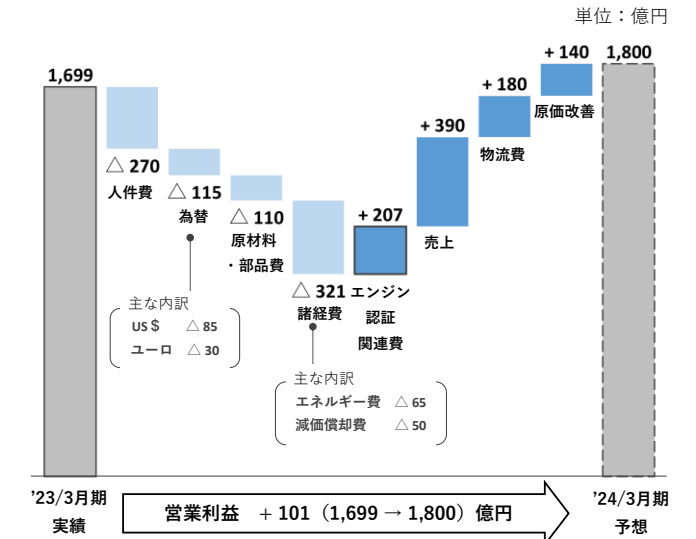 単位：億円
1,699
△ 270
人件費
△ 115
為替
△ 110
原材料
・部品費
△ 321
諸経費
+ 207
エンジン
認証
関連費
+ 390
売上
+ 180
物流費
+ 140
原価改善
1,800
主な内訳
US＄ △ 85
ユーロ △ 30
主な内訳
エネルギー費 △ 65
減価償却費 △ 50
’23/3月期
実績
営業利益 + 101（1,699 → 1,800）億円
’24/3月期
予想